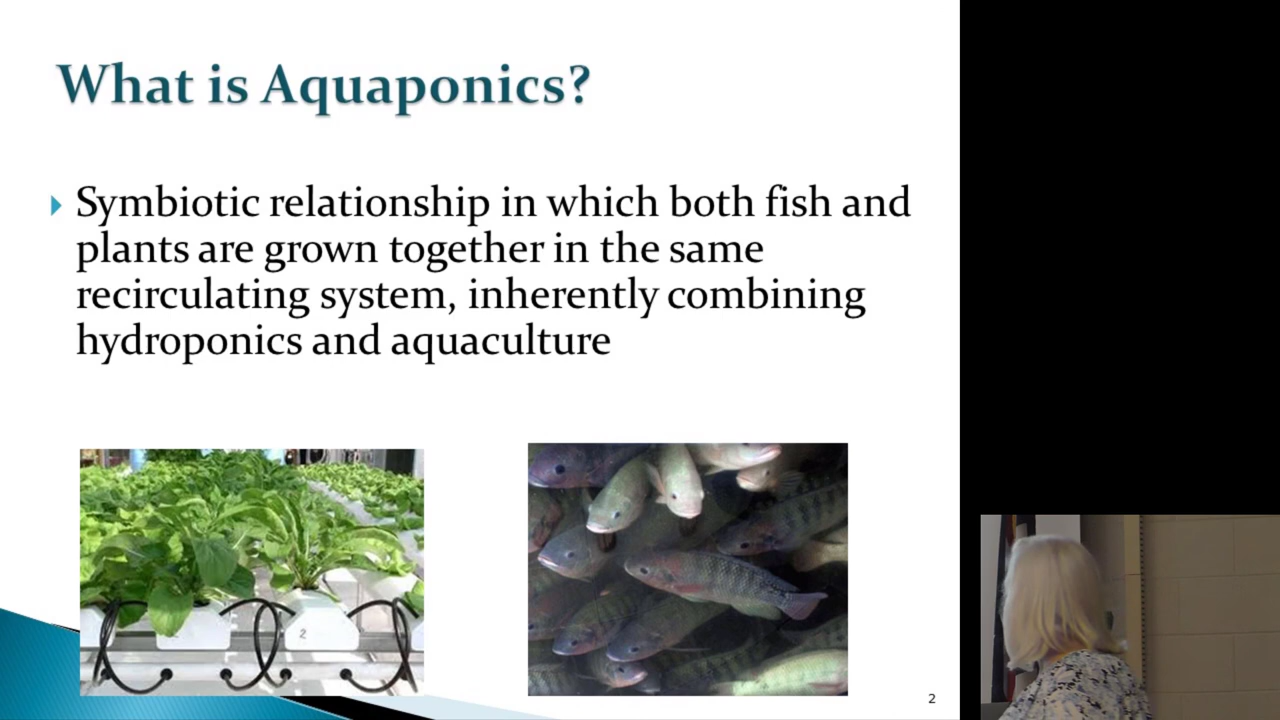 What is Aquaponics?
Symbiotic relationship in which both fish and
plants are grown together in the same
recirculating system, inherently combining
hydroponics and aquaculture
2
2